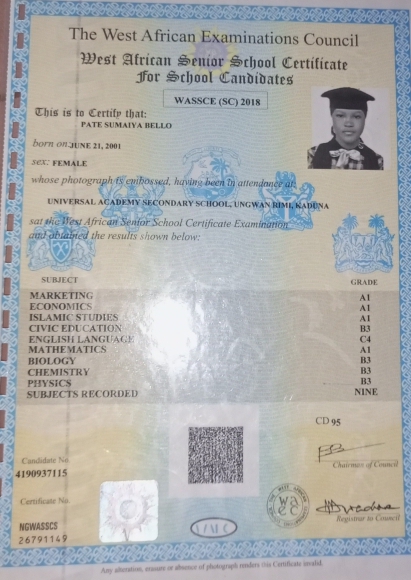 The West African Examinations Council
West African Senior School Certificate
For School Candidates
WASSCE (SC) 2018
This is to Certify that:
PATE SUMAIYA BELLO
born on JUNE 21, 2001
sex: FEMALE
whose photograph is embossed, having been in attendance at
UNIVERSAL ACADEMY SECONDARY SCHOOL, UNGWAN RIMI, KADUNA
sat the West African Senior School Certificate Examination
and obtained the results shown below:
SUBJECT GRADE
MARKETING A1
ECONOMICS A1
ISLAMIC STUDIES A1
CIVIC EDUCATION B3
ENGLISH LANGUAGE C4
MATHEMATICS A1
BIOLOGY B3
CHEMISTRY B3
PHYSICS B3
SUBJECTS RECORDED NINE
CD 95
Candidate No.
4190937115
Chairman of Council
Certificate No.
NGWASSCS
26791149
Registrar to Council
Any alteration, erasure or absence of photograph renders this Certificate invalid.